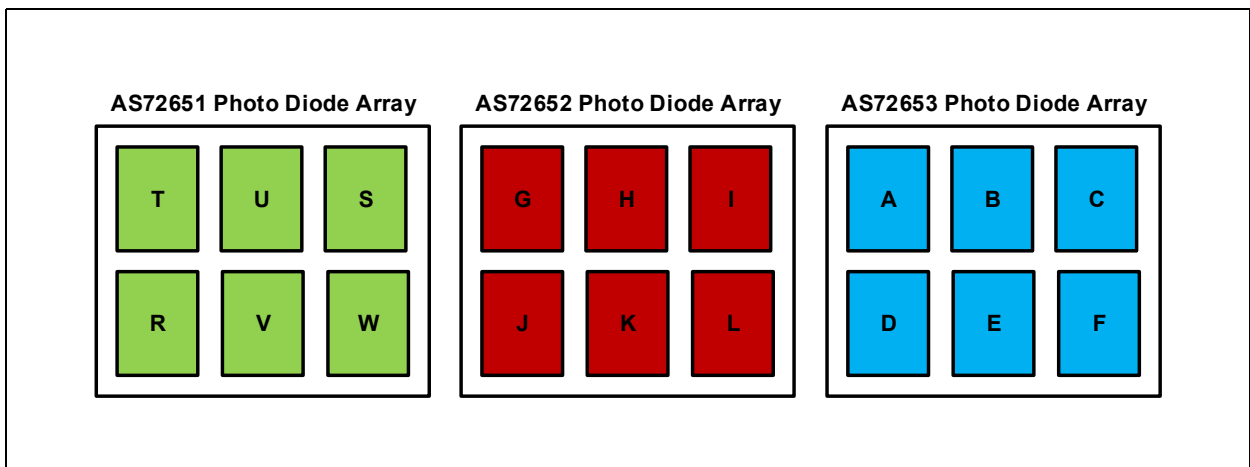 AS72651 Photo Diode Array
T U S
R V W
AS72652 Photo Diode Array
G H I
J K L
AS72653 Photo Diode Array
A B C
D E F